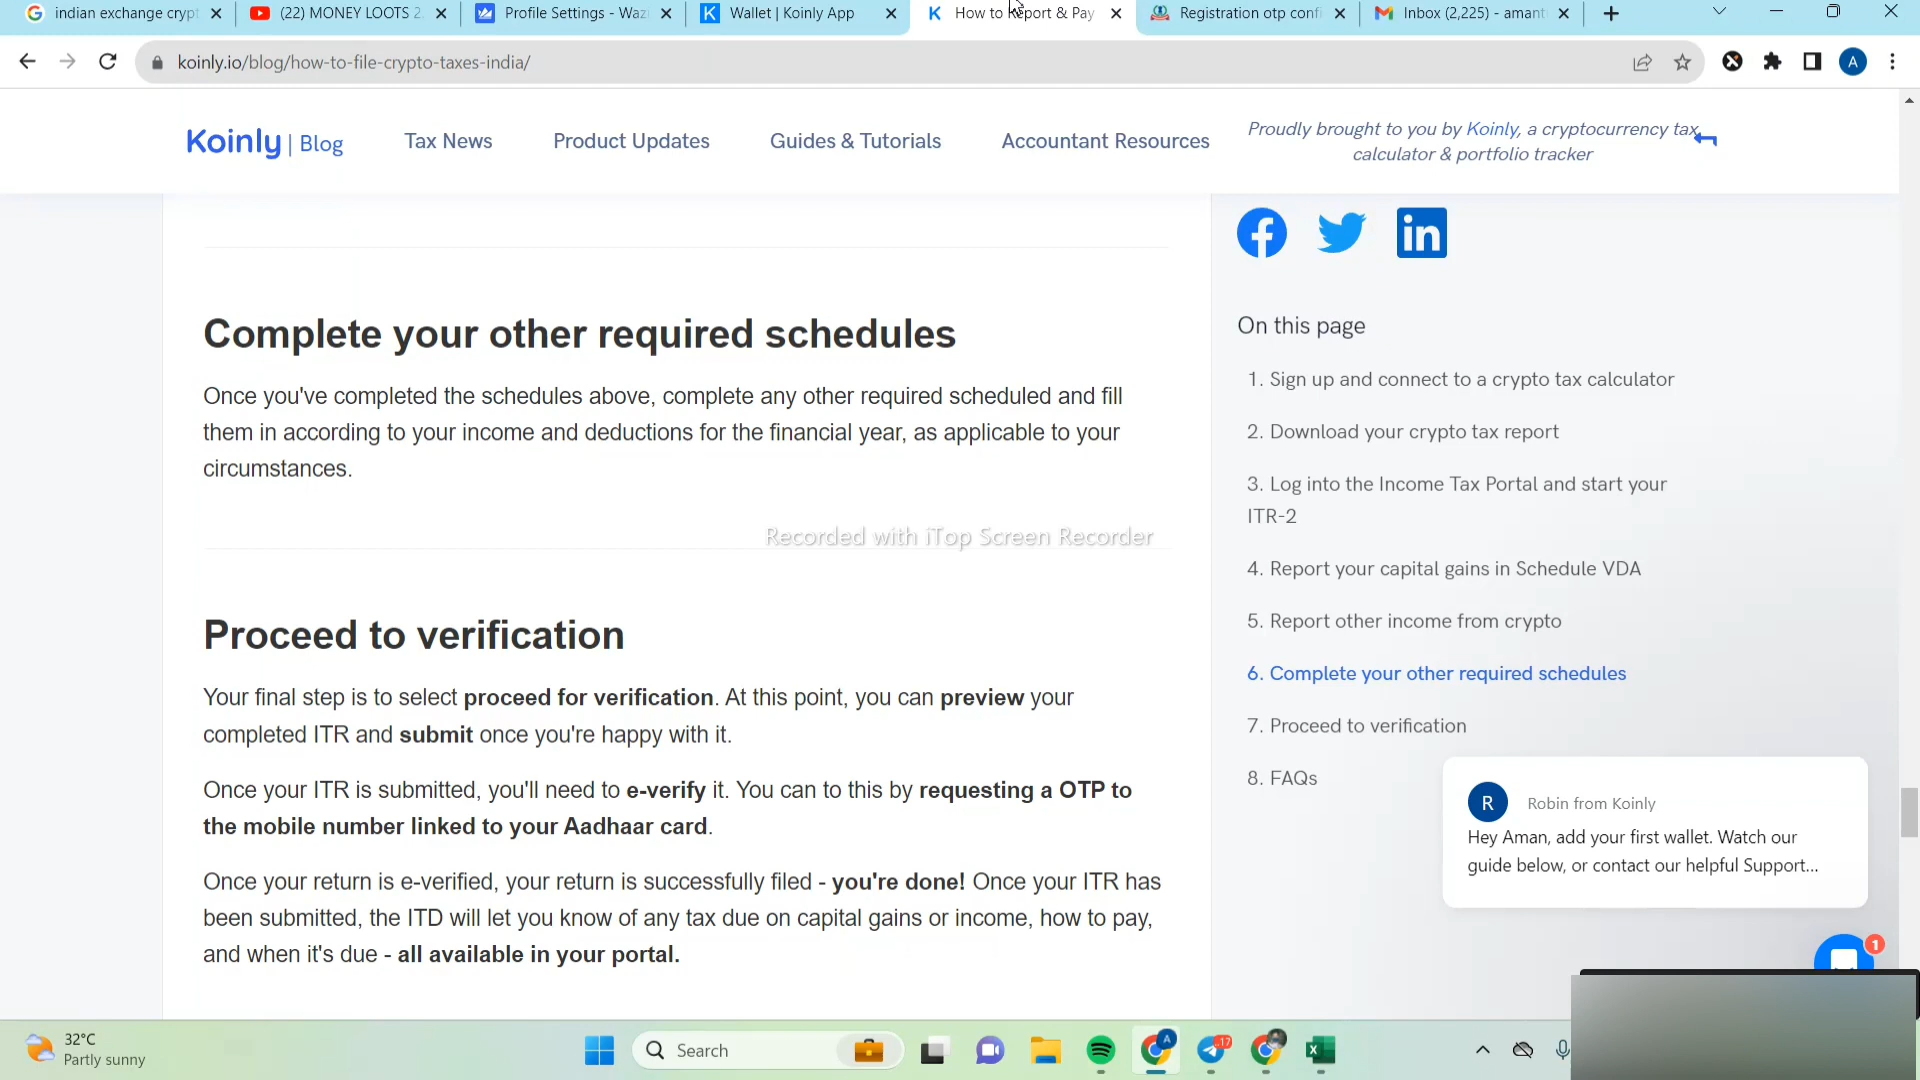 indian exchange crypt
(22) MONEY LOOTS 2
Profile Settings - Waz
Wallet | Koinly App
How to Report & Pay
Registration otp confi
Inbox (2,225) - aman
koinly.io/blog/how-to-file-crypto-taxes-india/
A
Koinly | Blog
Tax News
Product Updates
Guides & Tutorials
Accountant Resources
Proudly brought to you by Koinly, a cryptocurrency tax
calculator & portfolio tracker
Complete your other required schedules
Once you've completed the schedules above, complete any other required scheduled and fill
them in according to your income and deductions for the financial year, as applicable to your
circumstances.
Recorded with iTop Screen Recorder
Proceed to verification
Your final step is to select proceed for verification. At this point, you can preview your
completed ITR and submit once you're happy with it.
Once your ITR is submitted, you'll need to e-verify it. You can to this by requesting a OTP to
the mobile number linked to your Aadhaar card.
Once your return is e-verified, your return is successfully filed - you're done! Once your ITR has
been submitted, the ITD will let you know of any tax due on capital gains or income, how to pay,
and when it's due - all available in your portal.
On this page
1. Sign up and connect to a crypto tax calculator
2. Download your crypto tax report
3. Log into the Income Tax Portal and start your
ITR-2
4. Report your capital gains in Schedule VDA
5. Report other income from crypto
6. Complete your other required schedules
7. Proceed to verification
8. FAQs
R
Robin from Koinly
Hey Aman, add your first wallet. Watch our
guide below, or contact our helpful Support...
1
32°C
Partly sunny
Search
A
17